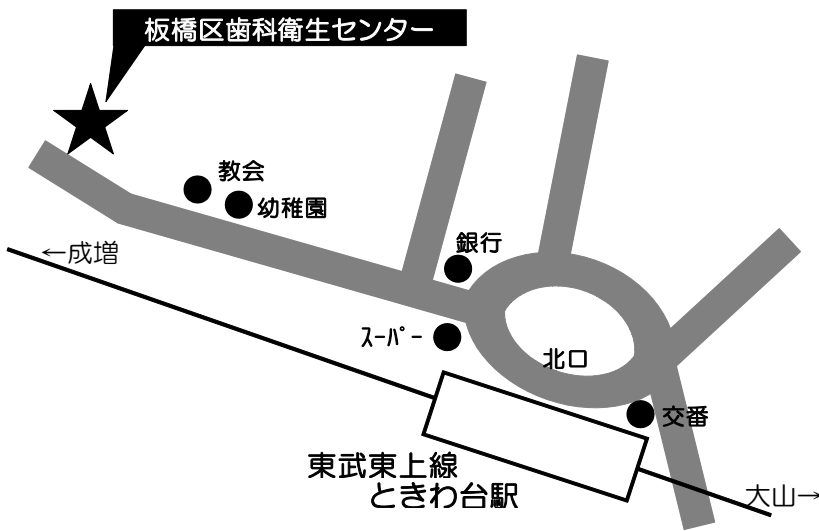 板橋区歯科衛生センター
教会
幼稚園
←成増
銀行
ｽｰﾊﾟｰ
北口
交番
東武東上線
ときわ台駅
大山→